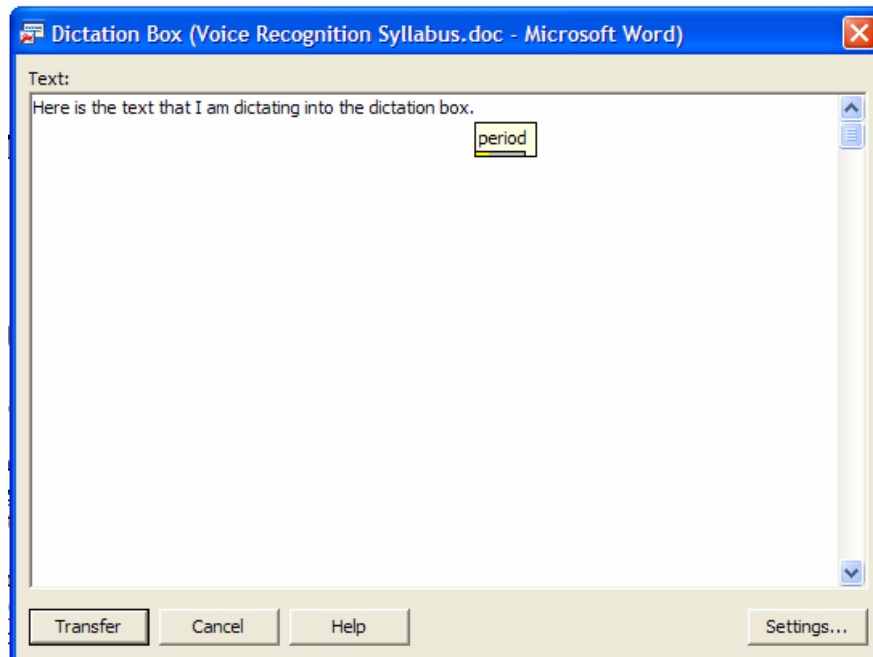 Dictation Box (Voice Recognition Syllabus.doc - Microsoft Word)
Text:
Here is the text that I am dictating into the dictation box.
period
Transfer Cancel Help Settings...